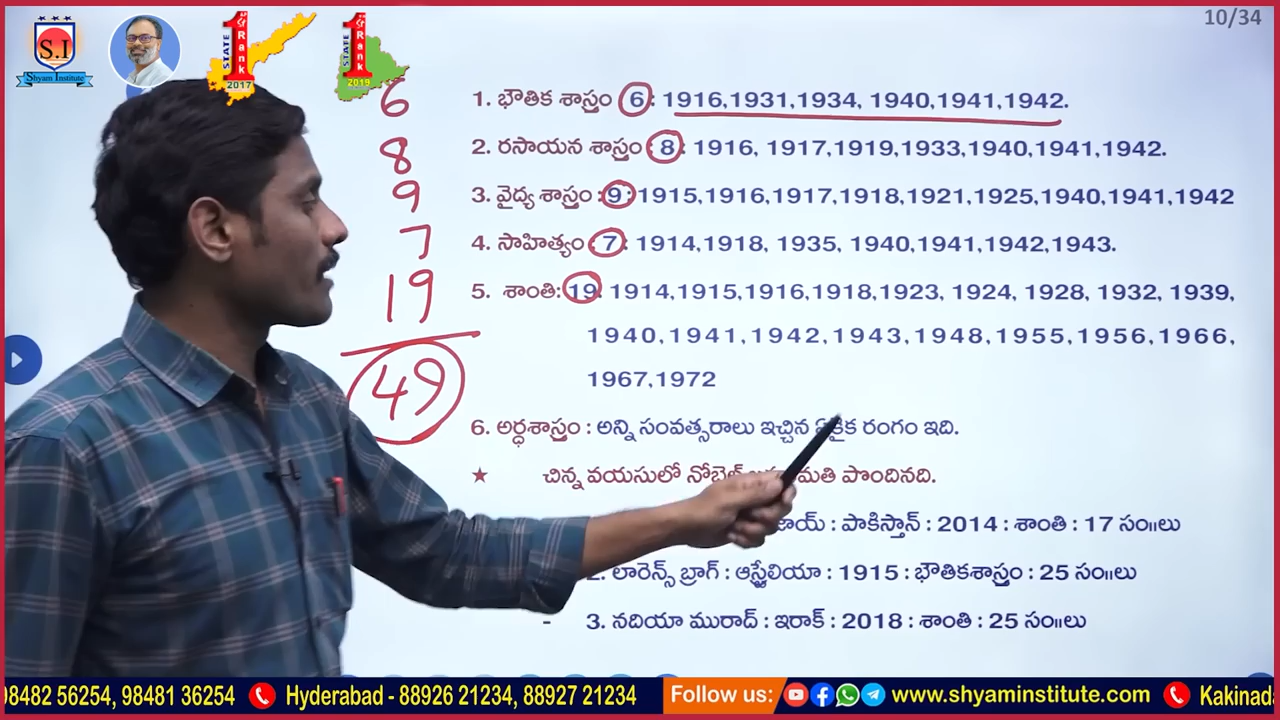 10/34
S.I
Shyam Institute
STATE 1 Rank 2017
STATE 1 Rank 2019
6
8
9
7
19
49
1. భౌతిక శాస్త్రం 6: 1916,1931,1934, 1940,1941,1942.
2. రసాయన శాస్త్రం : 8 : 1916, 1917,1919,1933,1940,1941,1942.
3. వైద్య శాస్త్రం : 9 : 1915,1916,1917,1918,1921,1925,1940,1941,1942
4. సాహిత్యం : 7 : 1914,1918, 1935, 1940,1941,1942,1943.
5. శాంతి: 19: 1914,1915,1916,1918,1923, 1924, 1928, 1932, 1939,
1940,1941,1942,1943,1948,1955,1956,1966,
1967,1972
6. అర్ధశాస్త్రం : అన్ని సంవత్సరాలు ఇచ్చిన రంగం ఇది.
★ చిన్న వయసులో నోబెల్ పొందినది.
: పాకిస్తాన్ : 2014 : శాంతి : 17 సం॥లు
2. లారెన్స్ బ్రాగ్ : ఆస్ట్రేలియా : 1915 : భౌతికశాస్త్రం : 25 సం॥లు
- 3. నదియా మురాద్ : ఇరాక్ : 2018 : శాంతి : 25 సం॥లు
98482 56254, 98481 36254 Hyderabad - 88926 21234, 88927 21234 Follow us: www.shyaminstitute.com Kakinada